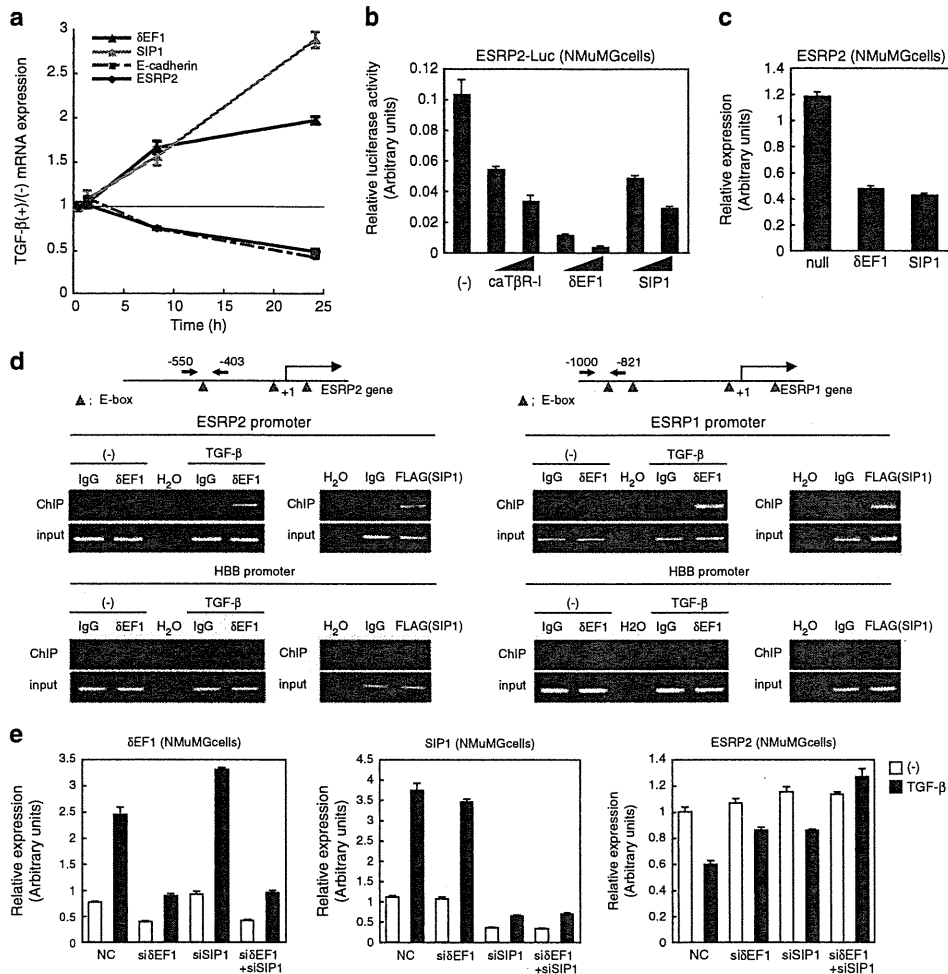 a
δEF1
SIP1
E-cadherin
ESRP2
TGF-β(+)/(-) mRNA expression
3
2.5
2
1.5
1
0.5
0
0 5 10 15 20 25
Time (h)
b
ESRP2-Luc (NMuMGcells)
Relative luciferase activity
(Arbitrary units)
0.12
0.1
0.08
0.06
0.04
0.02
0
(-) caTβR-I δEF1 SIP1
c
ESRP2 (NMuMGcells)
Relative expression
(Arbitrary units)
1.4
1.2
1.0
0.8
0.6
0.4
0.2
0
null δEF1 SIP1
d
-550 -403
+1 ESRP2 gene
; E-box
ESRP2 promoter
(-) TGF-β
IgG δEF1 H2O IgG δEF1 H2O IgG FLAG(SIP1)
ChIP
input
HBB promoter
(-) TGF-β
IgG δEF1 H2O IgG δEF1 H2O IgG FLAG(SIP1)
ChIP
input
-1000 -821
+1 ESRP1 gene
; E-box
ESRP1 promoter
(-) TGF-β
IgG δEF1 H2O IgG δEF1 H2O IgG FLAG(SIP1)
ChIP ChIP
input input
HBB promoter
(-) TGF-β
IgG δEF1 H2O IgG δEF1 H2O IgG FLAG(SIP1)
ChIP ChIP
input input
e
δEF1 (NMuMGcells)
Relative expression
(Arbitrary units)
3.5
3
2.5
2
1.5
1
0.5
0
NC siδEF1 siSIP1 siδEF1
+siSIP1
SIP1 (NMuMGcells)
Relative expression
(Arbitrary units)
4.5
4
3.5
3
2.5
2
1.5
1
0.5
0
NC siδEF1 siSIP1 siδEF1
+siSIP1
ESRP2 (NMuMGcells)
Relative expression
(Arbitrary units)
1.4
1.2
1
0.8
0.6
0.4
0.2
0
NC siδEF1 siSIP1 siδEF1
+siSIP1
(-)
TGF-β